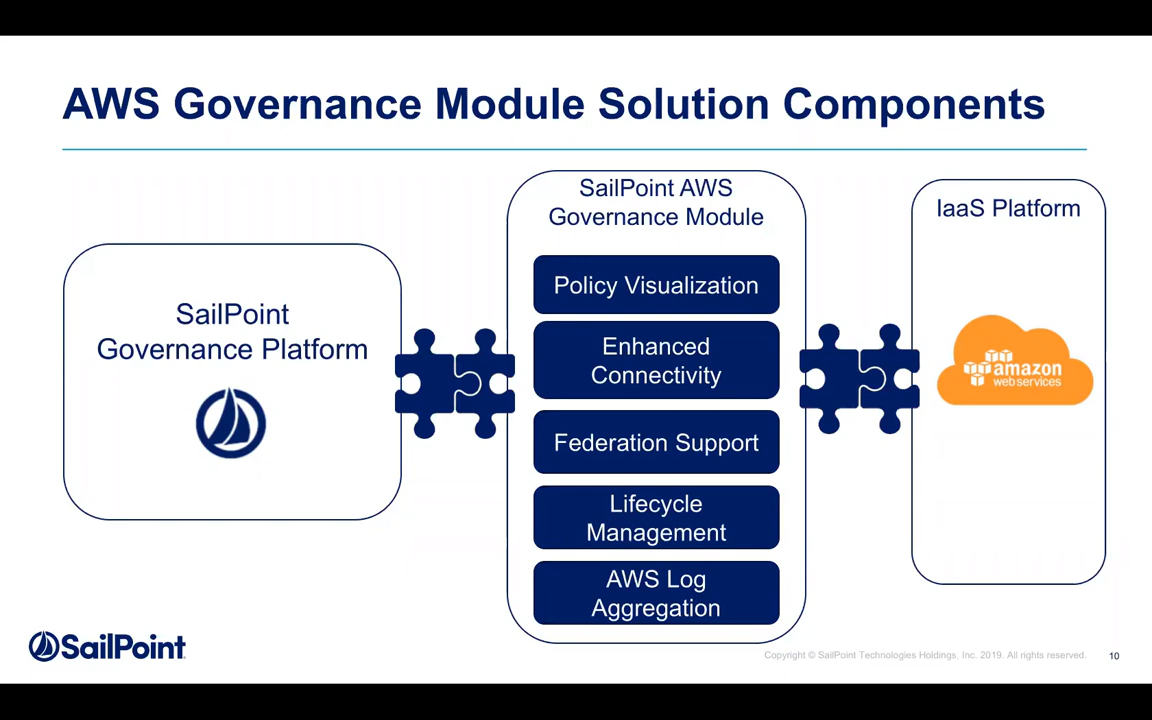 AWS Governance Module Solution Components
SailPoint
Governance Platform
SailPoint AWS
Governance Module
Policy Visualization
Enhanced
Connectivity
Federation Support
Lifecycle
Management
AWS Log
Aggregation
IaaS Platform
amazon
web services
SailPoint
Copyright © SailPoint Technologies Holdings, Inc. 2019. All rights reserved.
10